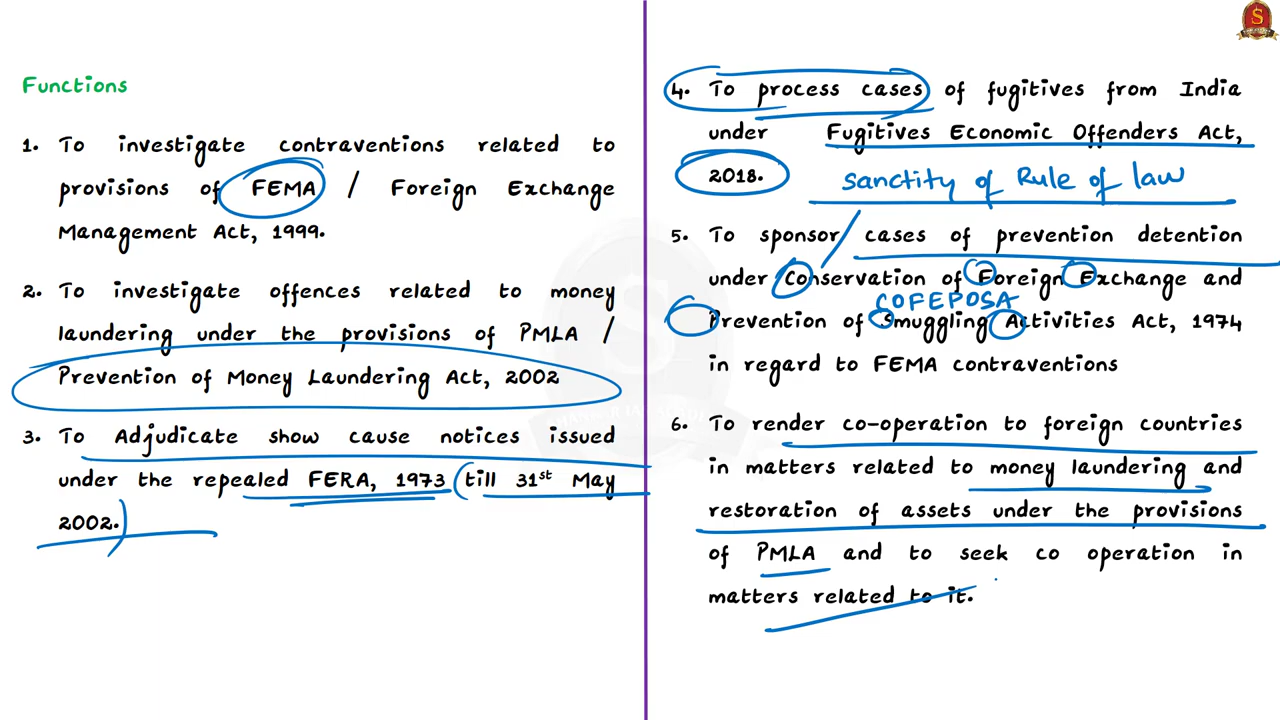 Functions
1. To investigate contraventions related to
provisions of FEMA / Foreign Exchange
Management Act, 1999.
2. To investigate offences related to money
laundering under the provisions of PMLA /
Prevention of Money Laundering Act, 2002
3. To Adjudicate show cause notices issued
under the repealed FERA, 1973 (till 31st May
2002.)
4. To process cases of fugitives from India
under Fugitives Economic Offenders Act,
2018. sanctity of Rule of law
5. To sponsor cases of prevention detention
under Conservation of Foreign Exchange and
COFEPOSA
Prevention of Smuggling Activities Act, 1974
in regard to FEMA contraventions
6. To render co-operation to foreign countries
in matters related to money laundering and
restoration of assets under the provisions
of PMLA and to seek co operation in
matters related to it.